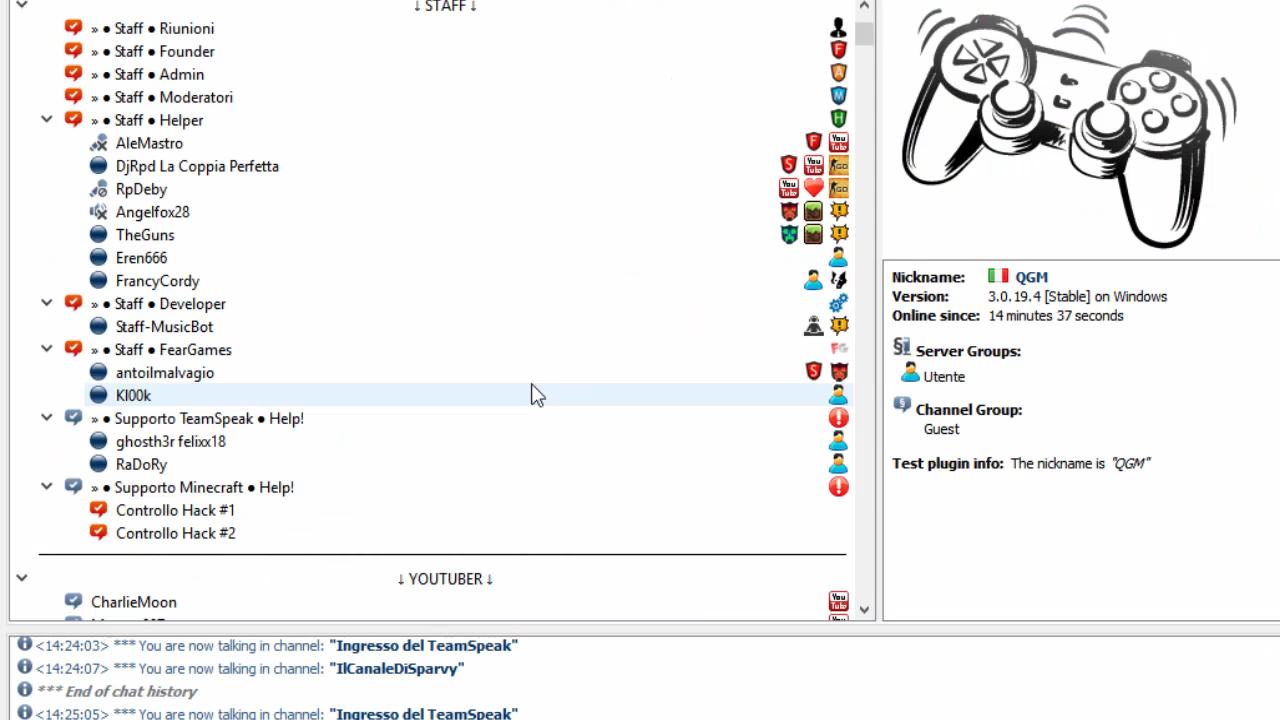 ↓ STAFF ↓
» ● Staff ● Riunioni
» ● Staff ● Founder
» ● Staff ● Admin
» ● Staff ● Moderatori
» ● Staff ● Helper
AleMastro
DjRpd La Coppia Perfetta
RpDeby
Angelfox28
TheGuns
Eren666
FrancyCordy
» ● Staff ● Developer
Staff-MusicBot
» ● Staff ● FearGames
antoilmalvagio
Kl00k
» ● Supporto TeamSpeak ● Help!
ghosth3r felixx18
RaDoRy
» ● Supporto Minecraft ● Help!
Controllo Hack #1
Controllo Hack #2
↓ YOUTUBER ↓
CharlieMoon
Nickname: QGM
Version: 3.0.19.4 [Stable] on Windows
Online since: 14 minutes 37 seconds
Server Groups:
Utente
Channel Group:
Guest
Test plugin info: The nickname is "QGM"
<14:24:03> *** You are now talking in channel: "Ingresso del TeamSpeak"
<14:24:07> *** You are now talking in channel: "IlCanaleDiSparvy"
*** End of chat history
<14:25:05> *** You are now talking in channel: "Ingresso del TeamSpeak"